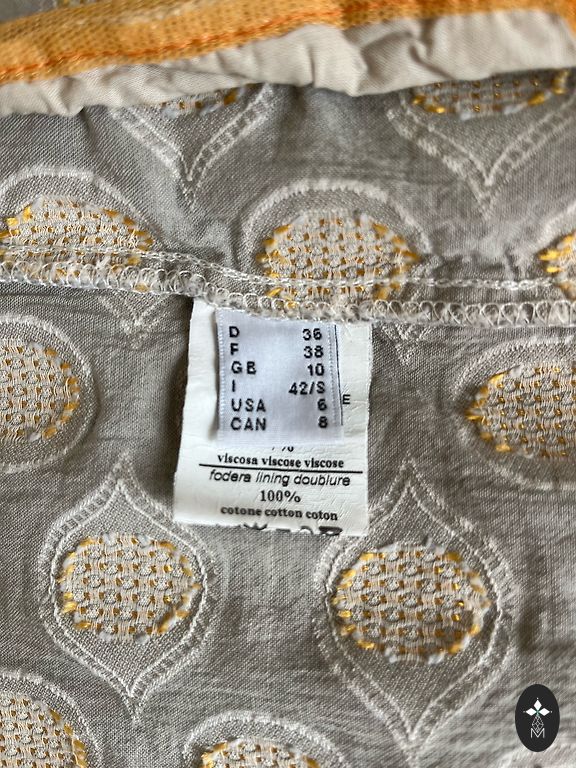 D 36
F 38
GB 10
I 42/S
USA 6
CAN 8
E
viscosa viscose viscose
fodera lining doublure
100%
cotone cotton coton
M